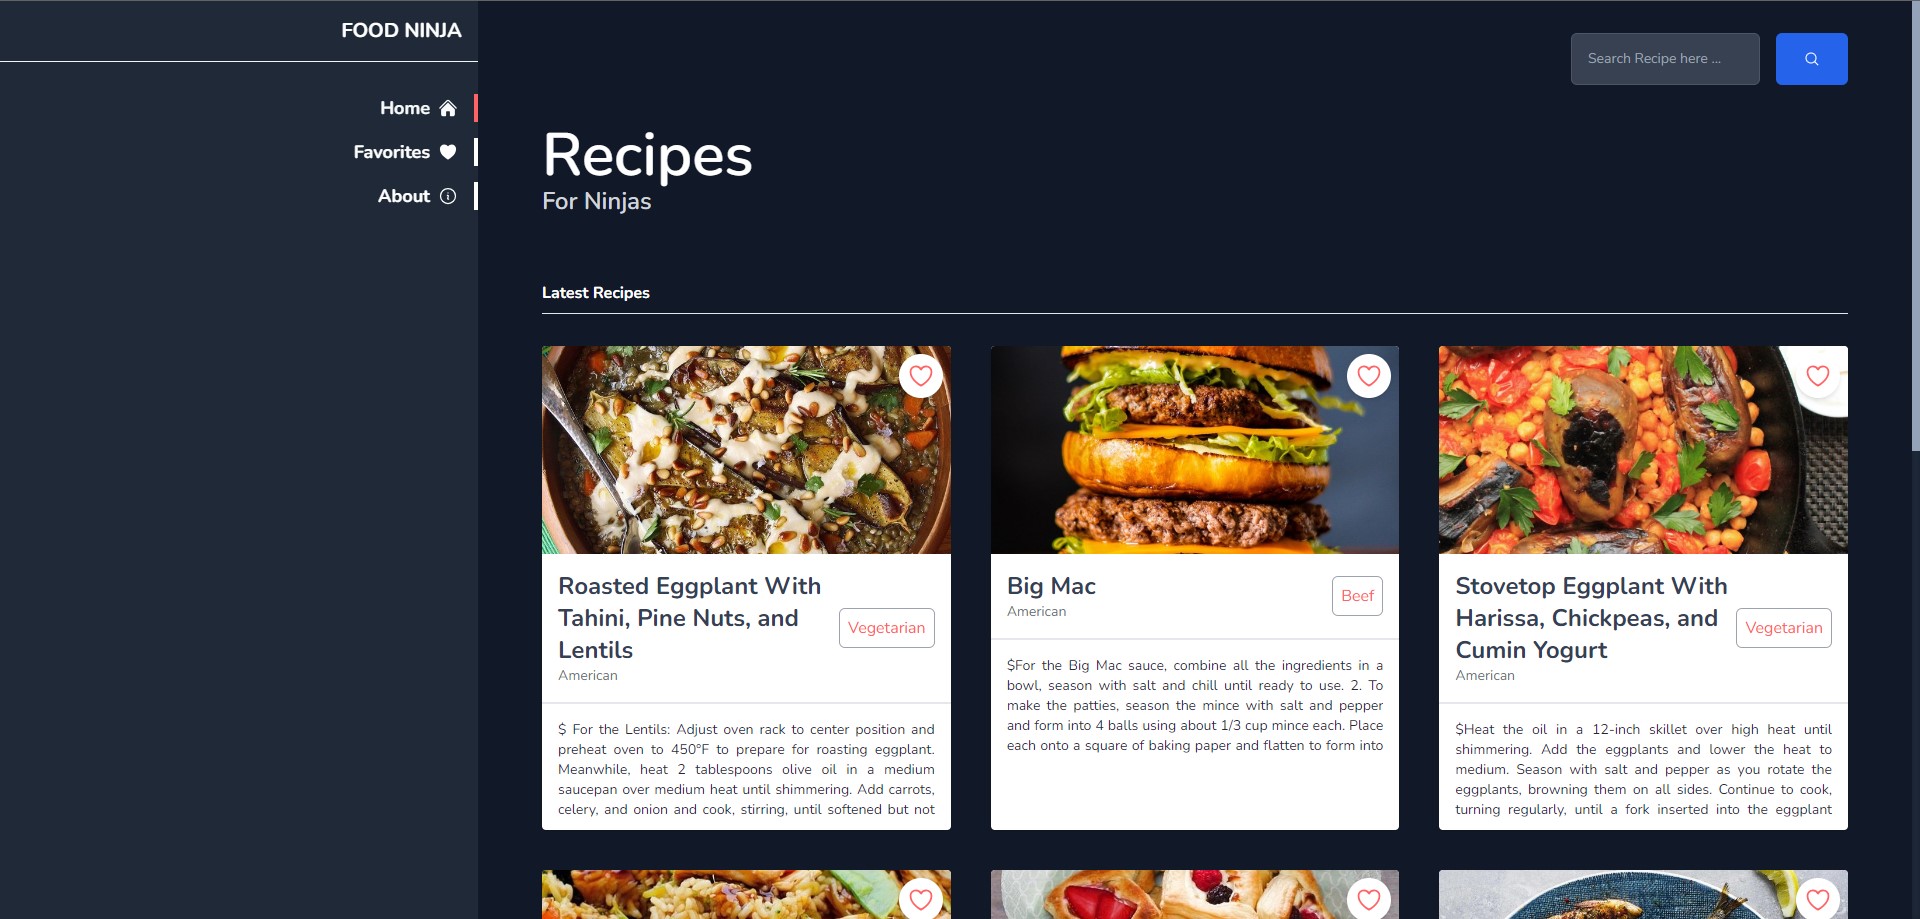 FOOD NINJA
Home
Favorites
About
Search Recipe here ...
Recipes
For Ninjas
Latest Recipes
Roasted Eggplant With
Tahini, Pine Nuts, and
Lentils
American
Vegetarian
$ For the Lentils: Adjust oven rack to center position and
preheat oven to 450°F to prepare for roasting eggplant.
Meanwhile, heat 2 tablespoons olive oil in a medium
saucepan over medium heat until shimmering. Add carrots,
celery, and onion and cook, stirring, until softened but not
Big Mac
American
Beef
$For the Big Mac sauce, combine all the ingredients in a
bowl, season with salt and chill until ready to use. 2. To
make the patties, season the mince with salt and pepper
and form into 4 balls using about 1/3 cup mince each. Place
each onto a square of baking paper and flatten to form into
Stovetop Eggplant With
Harissa, Chickpeas, and
Cumin Yogurt
American
Vegetarian
$Heat the oil in a 12-inch skillet over high heat until
shimmering. Add the eggplants and lower the heat to
medium. Season with salt and pepper as you rotate the
eggplants, browning them on all sides. Continue to cook,
turning regularly, until a fork inserted into the eggplant